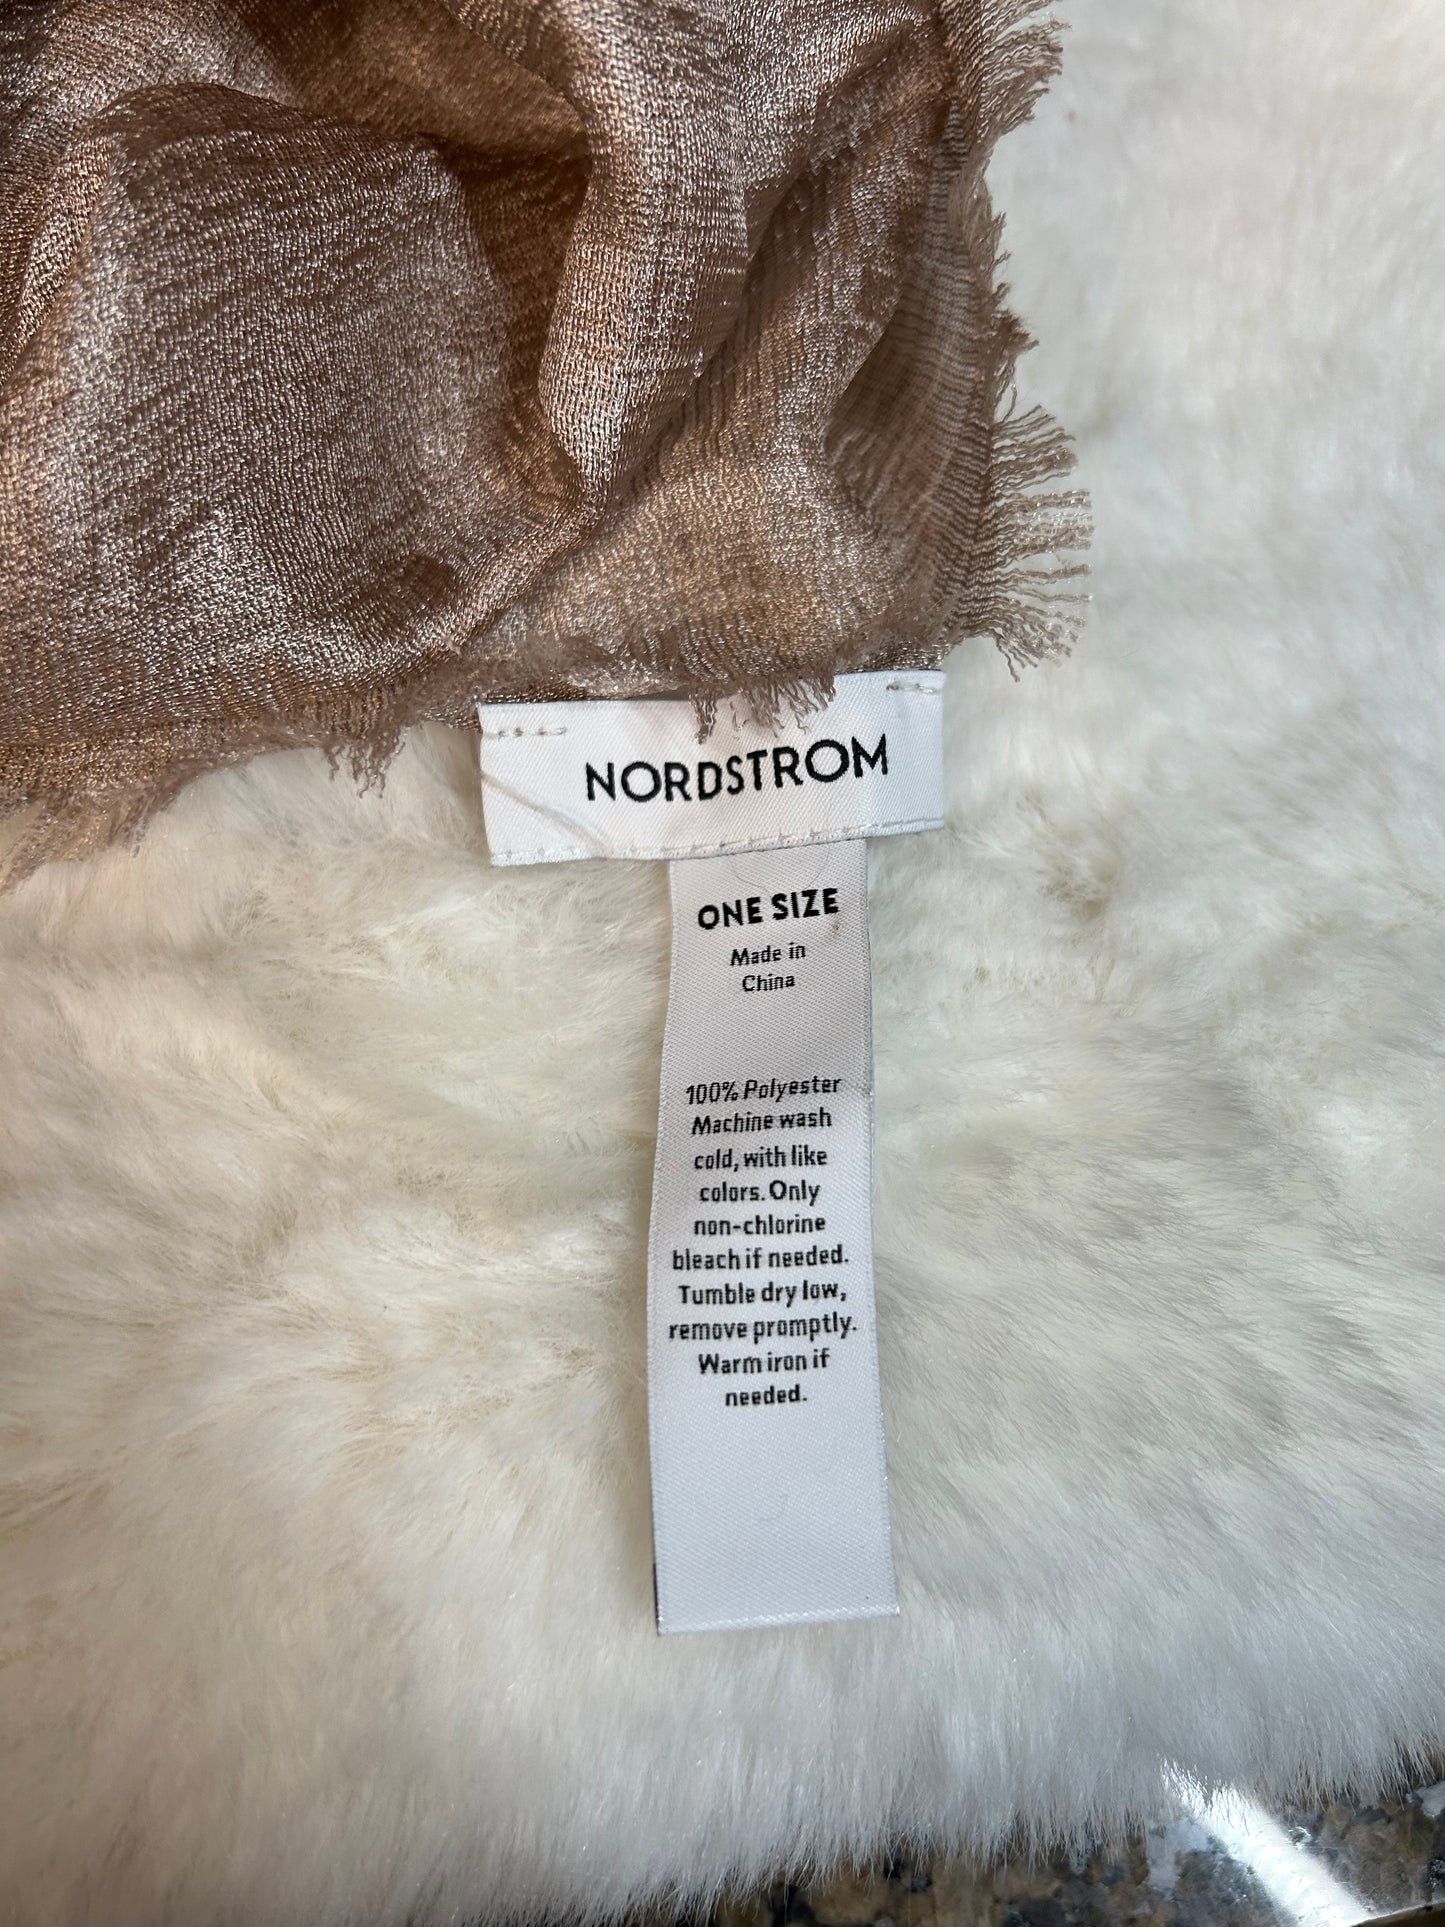 NORDSTROM
ONE SIZE
Made in
China
100% Polyester
Machine wash
cold, with like
colors. Only
non-chlorine
bleach if needed.
Tumble dry low,
remove promptly.
Warm iron if
needed.